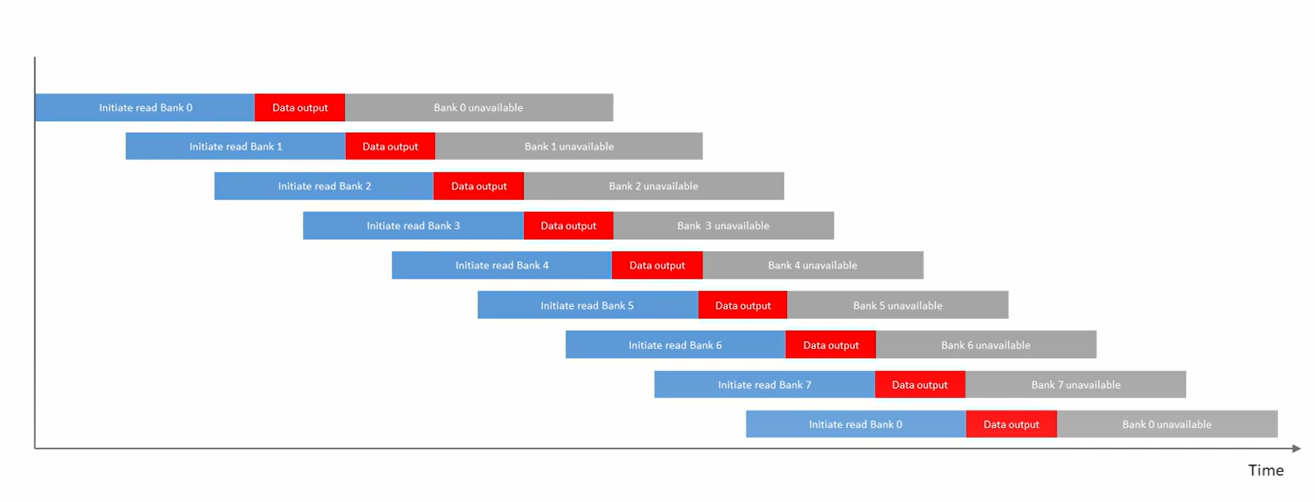 Initiate read Bank 0 Data output Bank 0 unavailable
Initiate read Bank 1 Data output Bank 1 unavailable
Initiate read Bank 2 Data output Bank 2 unavailable
Initiate read Bank 3 Data output Bank  3 unavailable
Initiate read Bank 4 Data output Bank 4 unavailable
Initiate read Bank 5 Data output Bank 5 unavailable
Initiate read Bank 6 Data output Bank 6 unavailable
Initiate read Bank 7 Data output Bank 7 unavailable
Initiate read Bank 0 Data output Bank 0 unavailable
Time